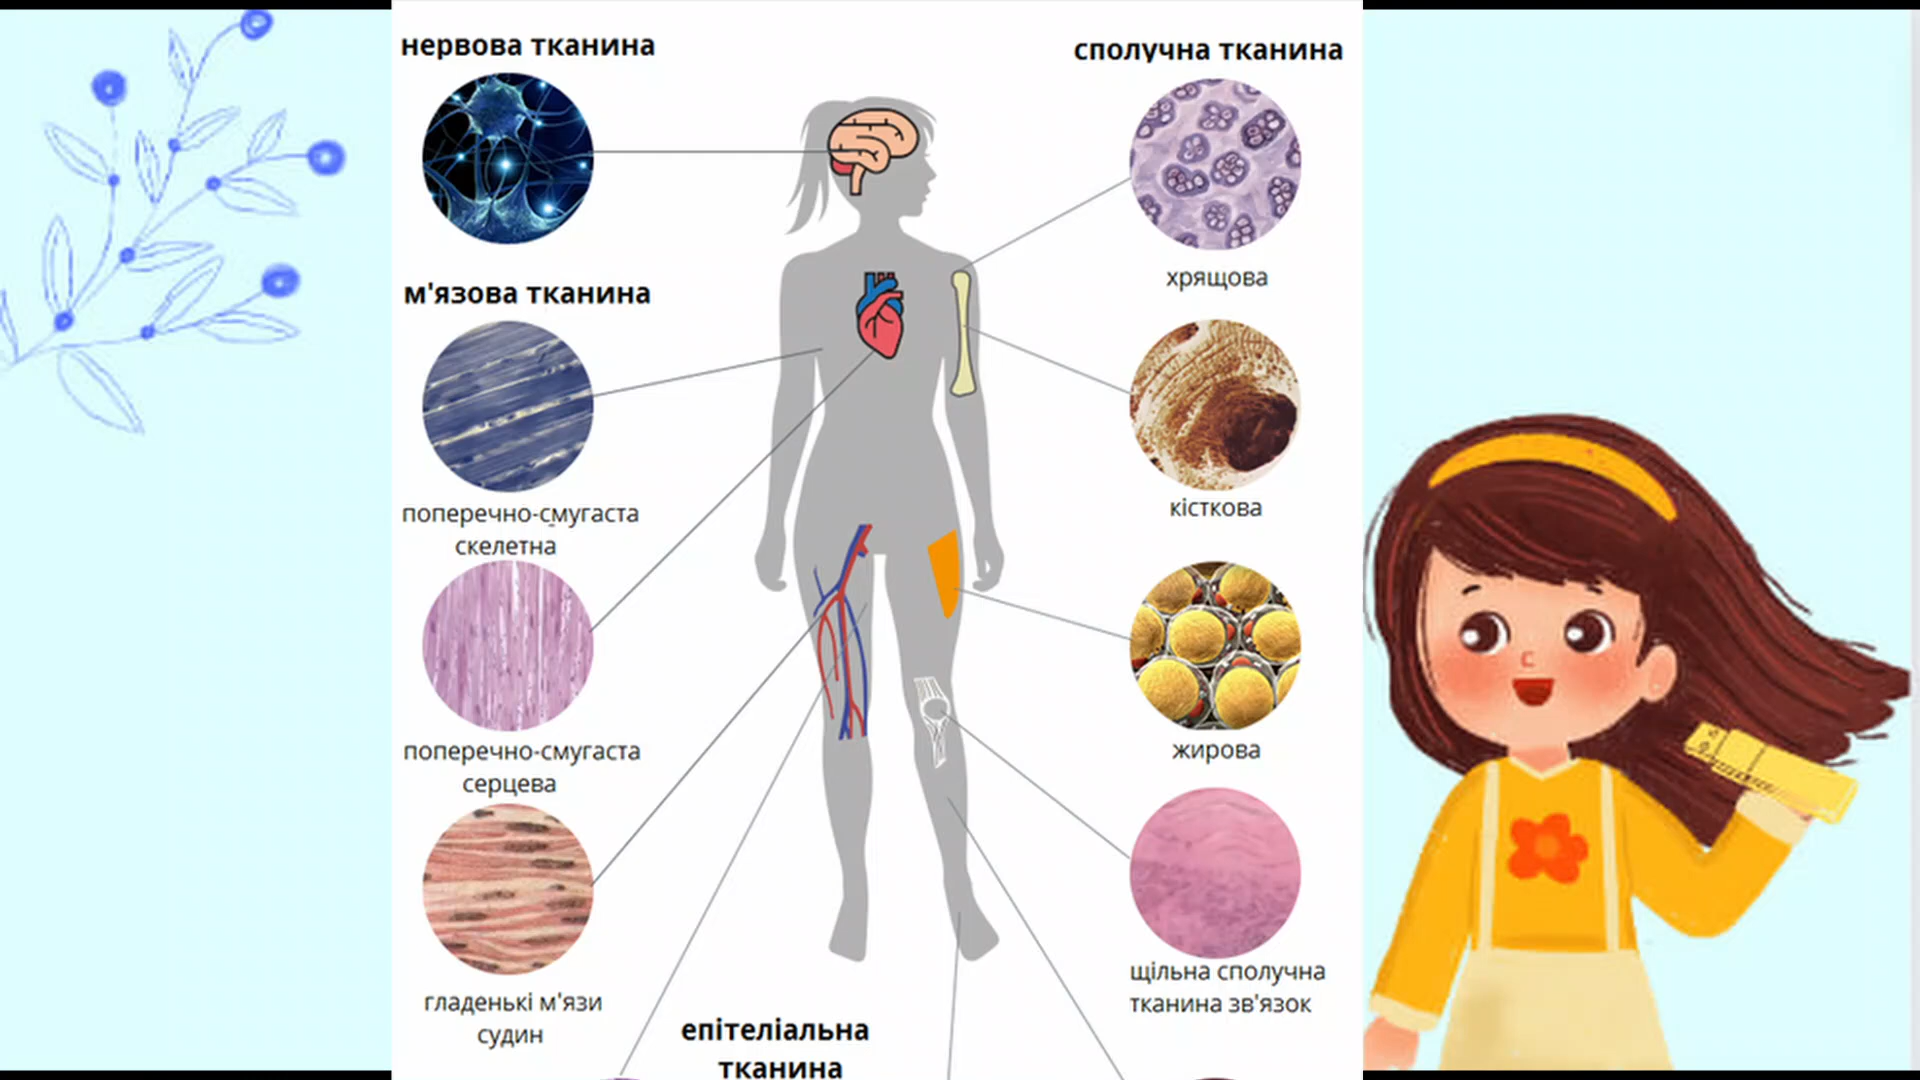 нервова тканина
м'язова тканина
поперечно-смугаста
скелетна
поперечно-смугаста
серцева
гладенькі м'язи
судин
епітеліальна
тканина
сполучна тканина
хрящова
кісткова
жирова
щільна сполучна
тканина зв'язок